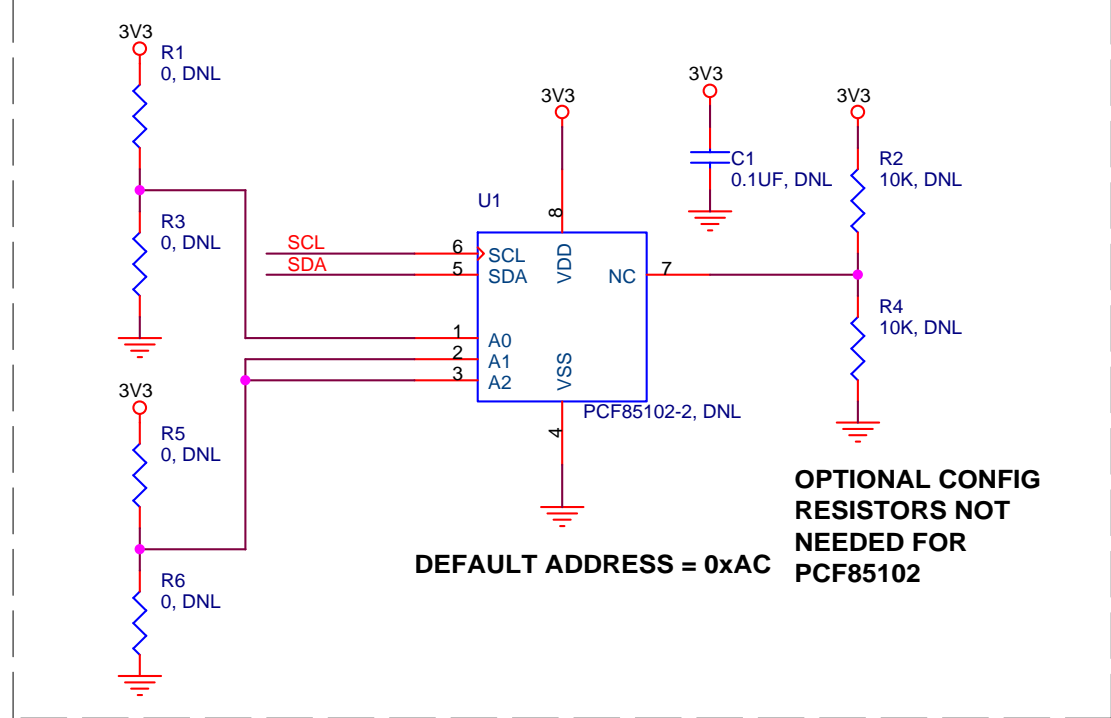 3V3
R1
0, DNL
R3
0, DNL
SCL
SDA
3V3
R5
0, DNL
R6
0, DNL
3V3
U1
8
6
5
1
2
3
4
7
SCL
SDA
VDD
NC
A0
A1
A2
VSS
PCF85102-2, DNL
3V3
C1
0.1UF, DNL
3V3
R2
10K, DNL
R4
10K, DNL
DEFAULT ADDRESS = 0xAC
OPTIONAL CONFIG
RESISTORS NOT
NEEDED FOR
PCF85102